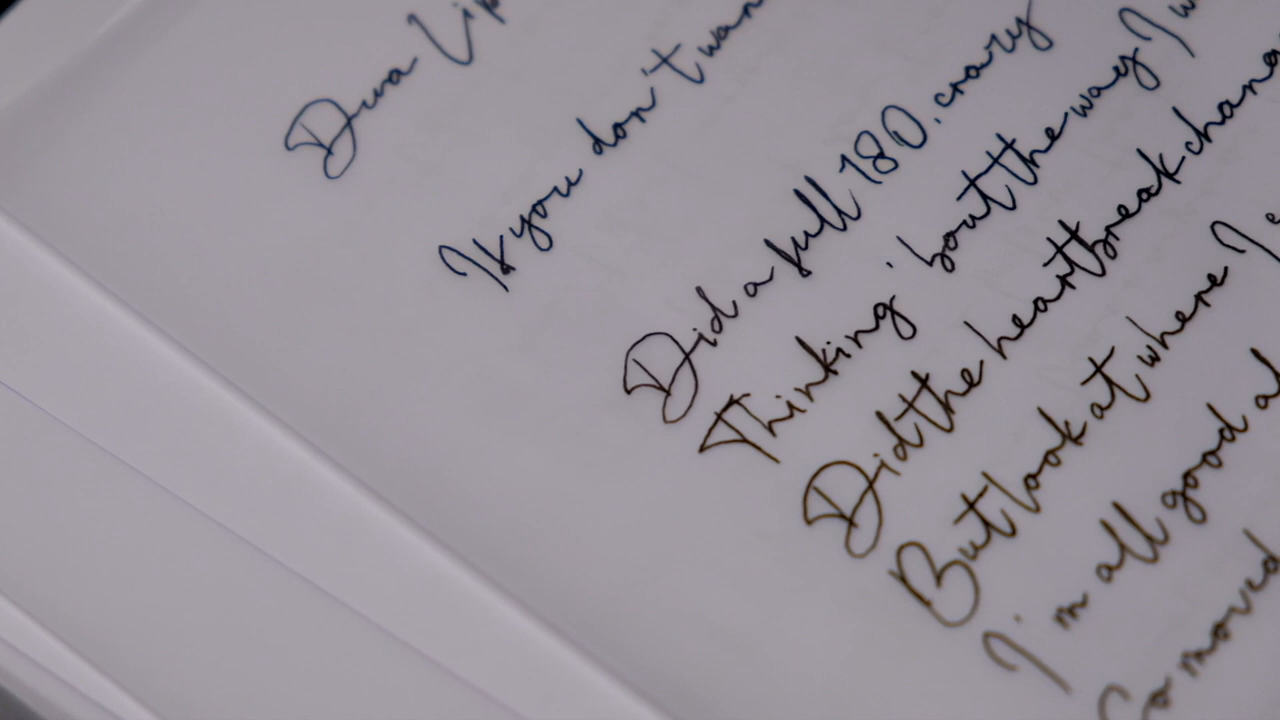 Dua Lip
If you don't wan
Did a full 180, crazy
Thinking 'bout the way I w
Did the heartbreak chang
But look at where I
I'm all good al
So moved